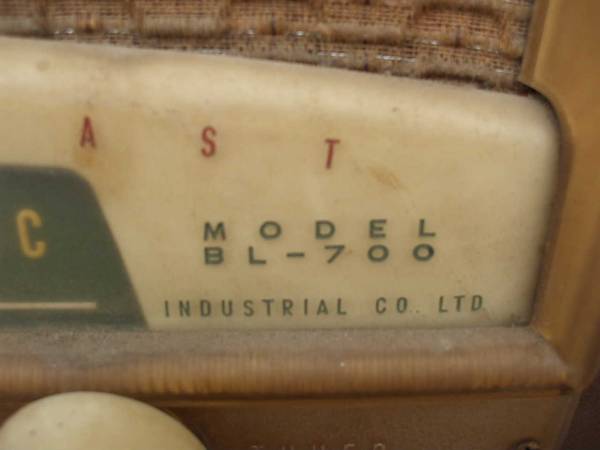 A S T
C
MODEL
BL-700
INDUSTRIAL CO. LTD